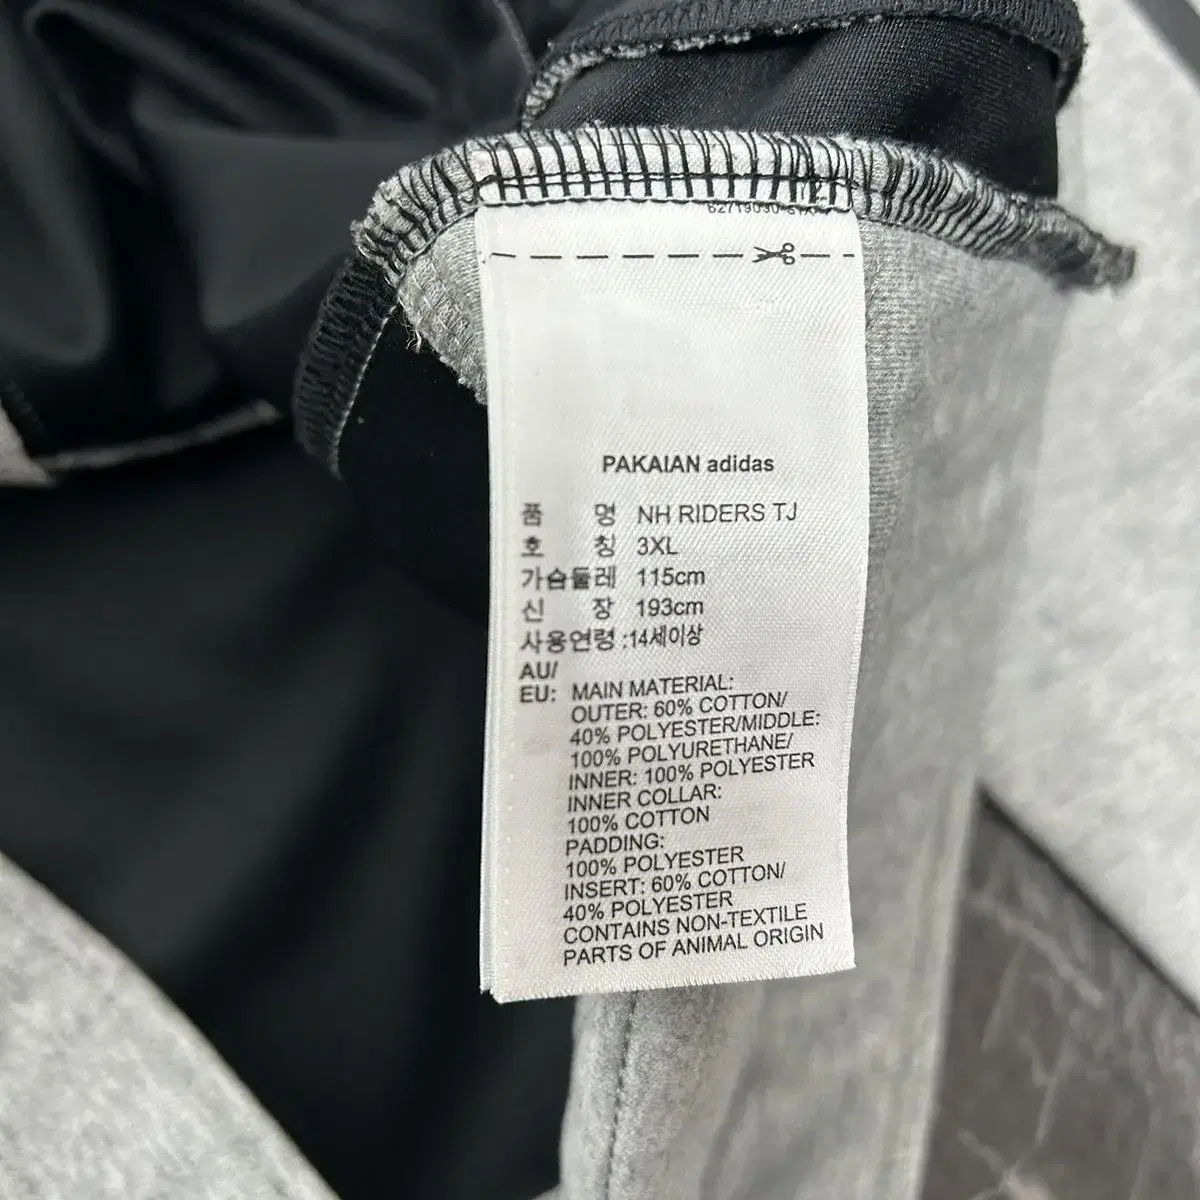 PAKAIAN adidas
품 명 NH RIDERS TJ
호 칭 3XL
가슴둘레 115cm
신 장 193cm
사용연령 :14세이상
AU/
EU: MAIN MATERIAL:
OUTER: 60% COTTON/
40% POLYESTER/MIDDLE:
100% POLYURETHANE/
INNER: 100% POLYESTER
INNER COLLAR:
100% COTTON
PADDING:
100% POLYESTER
INSERT: 60% COTTON/
40% POLYESTER
CONTAINS NON-TEXTILE
PARTS OF ANIMAL ORIGIN